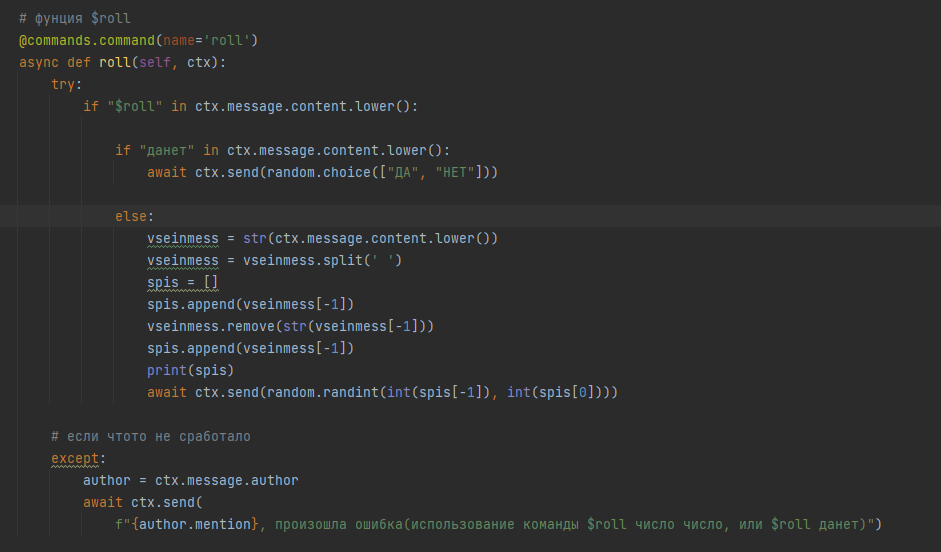 # фунция $roll
@commands.command(name='roll')
async def roll(self, ctx):
try:
if "$roll" in ctx.message.content.lower():
if "данет" in ctx.message.content.lower():
await ctx.send(random.choice(["ДА", "НЕТ"]))
else:
vseinmess = str(ctx.message.content.lower())
vseinmess = vseinmess.split(' ')
spis = []
spis.append(vseinmess[-1])
vseinmess.remove(str(vseinmess[-1]))
spis.append(vseinmess[-1])
print(spis)
await ctx.send(random.randint(int(spis[-1]), int(spis[0])))
# если чтото не сработало
except:
author = ctx.message.author
await ctx.send(
f"{author.mention}, произошла ошибка(использование команды $roll число число, или $roll данет)")